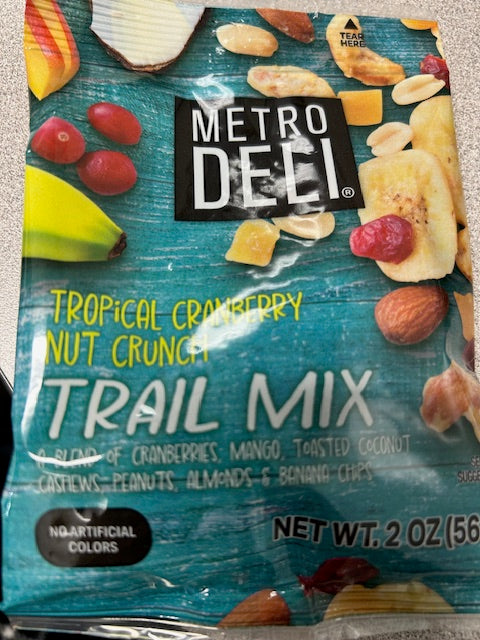 TEAR
HERE
METRO
DELI®
TROPICAL CRANBERRY
NUT CRUNCH
TRAIL MIX
A BLEND OF CRANBERRIES, MANGO, TOASTED COCONUT
CASHEWS, PEANUTS, ALMONDS & BANANA CHIPS
NO ARTIFICIAL
COLORS
NET WT. 2 OZ (56